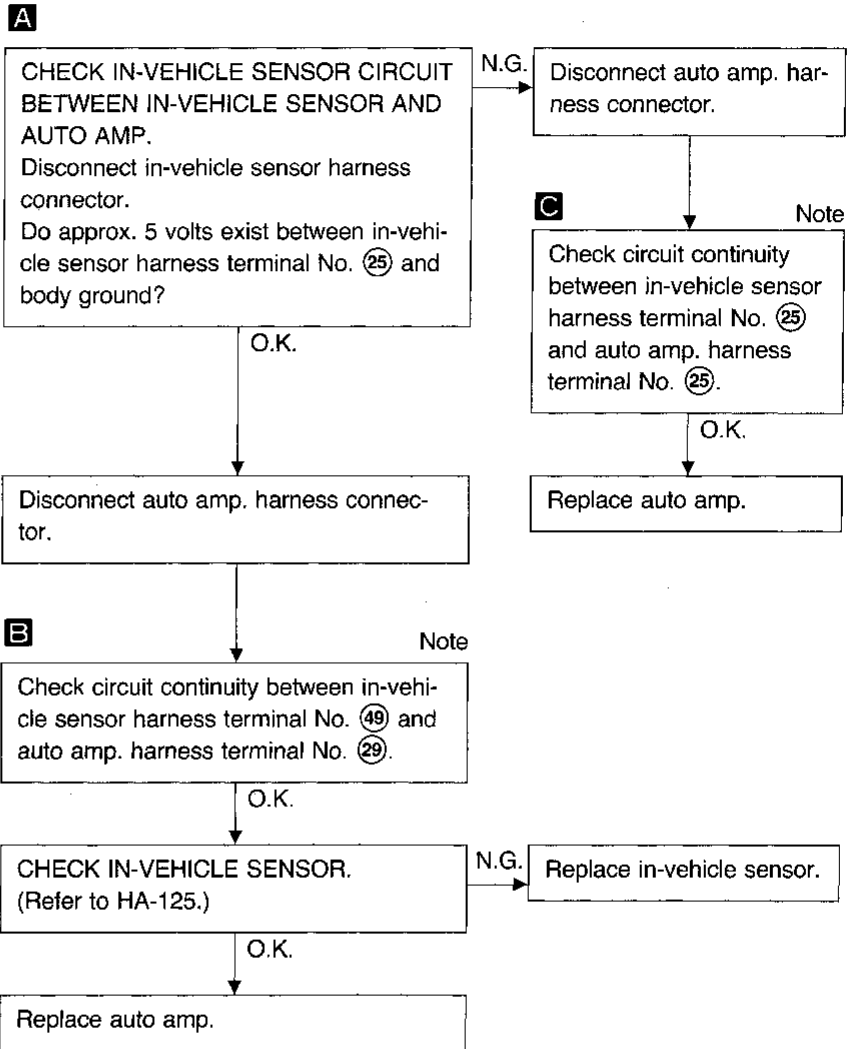 A
CHECK IN-VEHICLE SENSOR CIRCUIT
BETWEEN IN-VEHICLE SENSOR AND
AUTO AMP.
Disconnect in-vehicle sensor harness
connector.
Do approx. 5 volts exist between in-vehi-
cle sensor harness terminal No. 25 and
body ground?
N.G.
Disconnect auto amp. har-
ness connector.
C
Note
Check circuit continuity
between in-vehicle sensor
harness terminal No. 25
and auto amp. harness
terminal No. 25.
O.K.
Replace auto amp.
O.K.
Disconnect auto amp. harness connec-
tor.
B
Note
Check circuit continuity between in-vehi-
cle sensor harness terminal No. 49 and
auto amp. harness terminal No. 29.
O.K.
CHECK IN-VEHICLE SENSOR.
(Refer to HA-125.)
N.G.
Replace in-vehicle sensor.
O.K.
Replace auto amp.